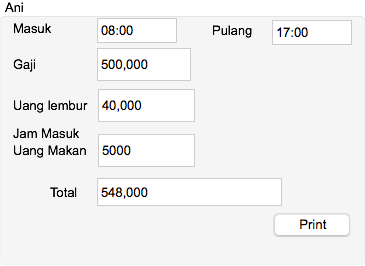 Ani
Masuk 08:00 Pulang 17:00
Gaji 500,000
Uang lembur 40,000
Jam Masuk
Uang Makan 5000
Total 548,000
Print